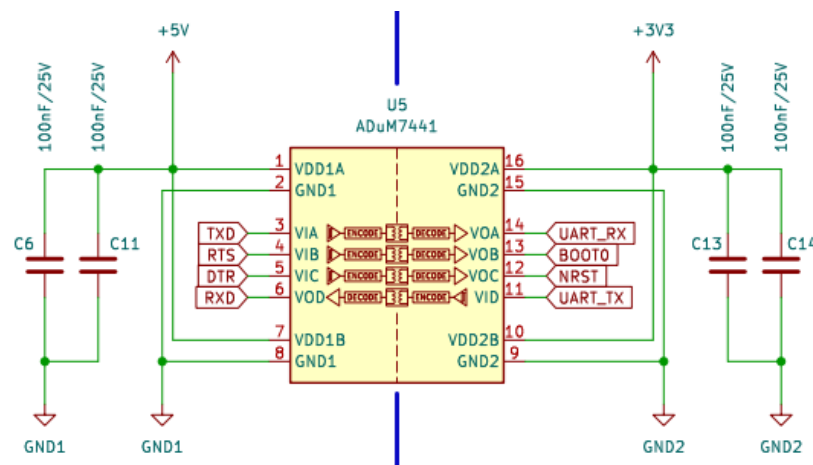 +5V
+3V3
100nF/25V
100nF/25V
100nF/25V
100nF/25V
U5
ADuM7441
1 VDD1A VDD2A 16
2 GND1 GND2 15
C6
C11
C13
C14
TXD 3 VIA ENCODE DECODE VOA 14 UART_RX
RTS 4 VIB ENCODE DECODE VOB 13 BOOT0
DTR 5 VIC ENCODE DECODE VOC 12 NRST
RXD 6 VOD DECODE ENCODE VID 11 UART_TX
7 VDD1B VDD2B 10
8 GND1 GND2 9
GND1
GND1
GND2
GND2